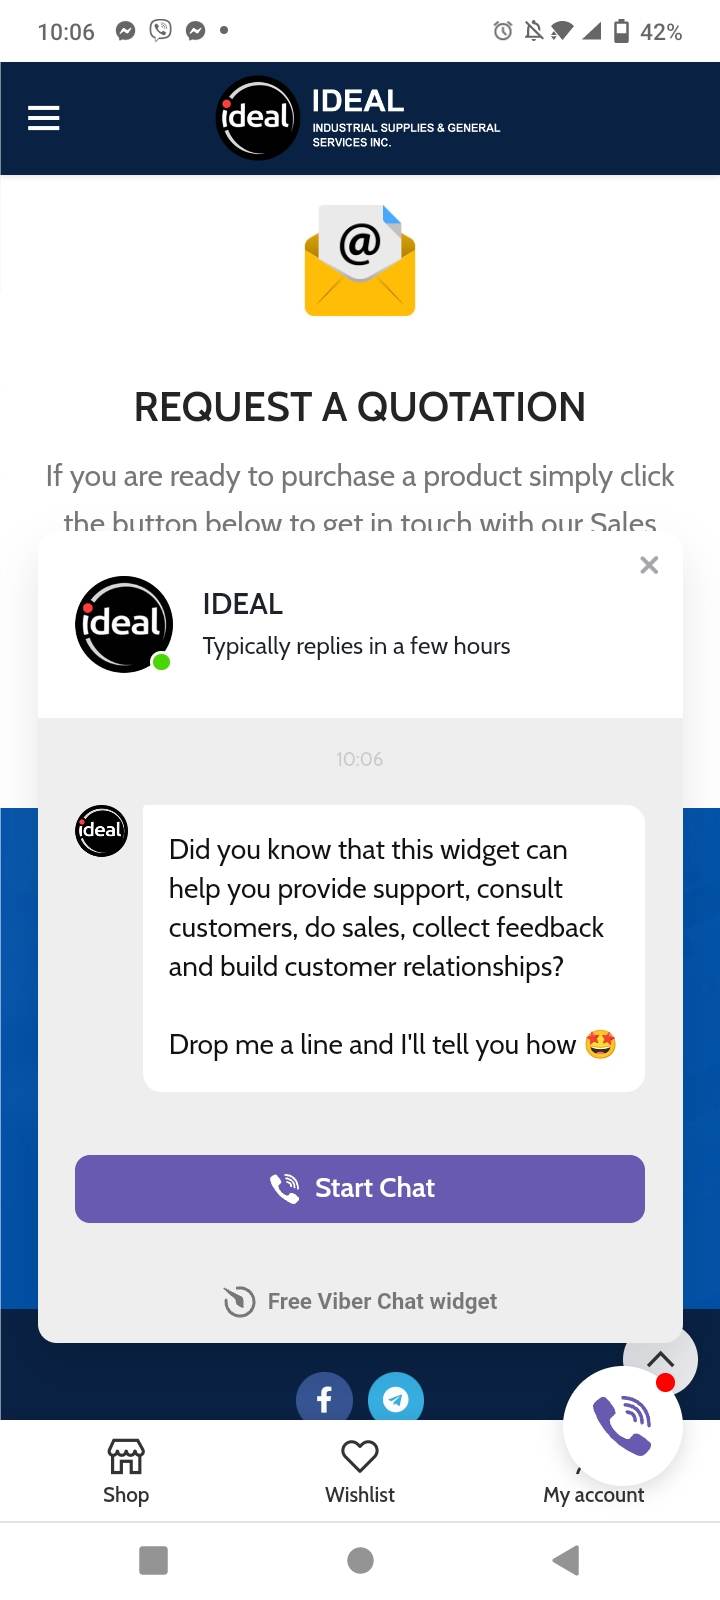 10:06
42%
ideal
IDEAL
INDUSTRIAL SUPPLIES & GENERAL
SERVICES INC.
@
REQUEST A QUOTATION
If you are ready to purchase a product simply click
the button below to get in touch with our Sales
ideal
IDEAL
Typically replies in a few hours
10:06
ideal
Did you know that this widget can
help you provide support, consult
customers, do sales, collect feedback
and build customer relationships?
Drop me a line and I'll tell you how 🤩
Start Chat
Free Viber Chat widget
Shop
Wishlist
My account